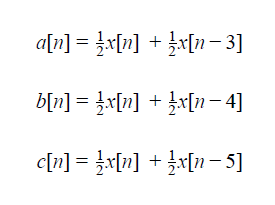 a[n] = ½x[n] + ½x[n − 3]
b[n] = ½x[n] + ½x[n − 4]
c[n] = ½x[n] + ½x[n − 5]